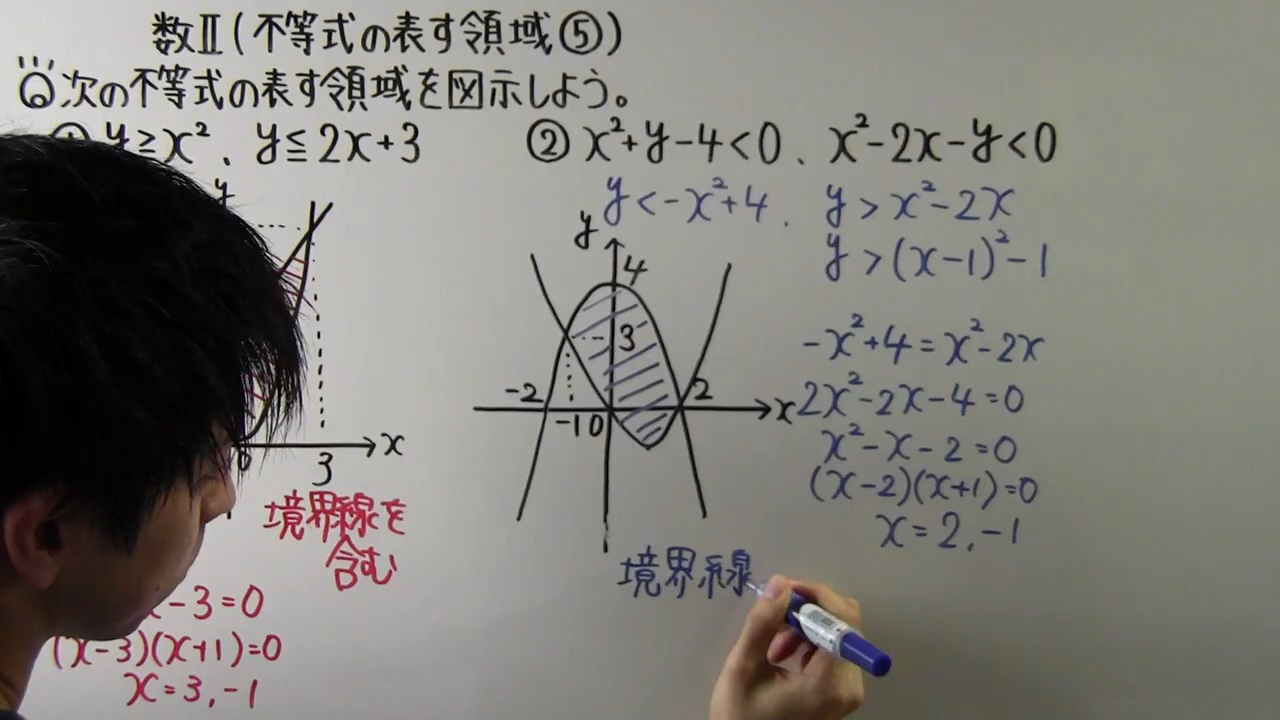 数Ⅱ(不等式の表す領域⑤)
Q次の不等式の表す領域を図示しよう。
① y≧x²、y≦2x+3
② x²+y-4<0、x²-2x-y<0
y<-x²+4、y>x²-2x
y>(x-1)²-1
y
4
3
-2
-1
0
2
x
-x²+4=x²-2x
2x²-2x-4=0
x²-x-2=0
(x-2)(x+1)=0
x=2,-1
境界線
y
0
3
x
境界線を
含む
x-3=0
(x-3)(x+1)=0
x=3,-1